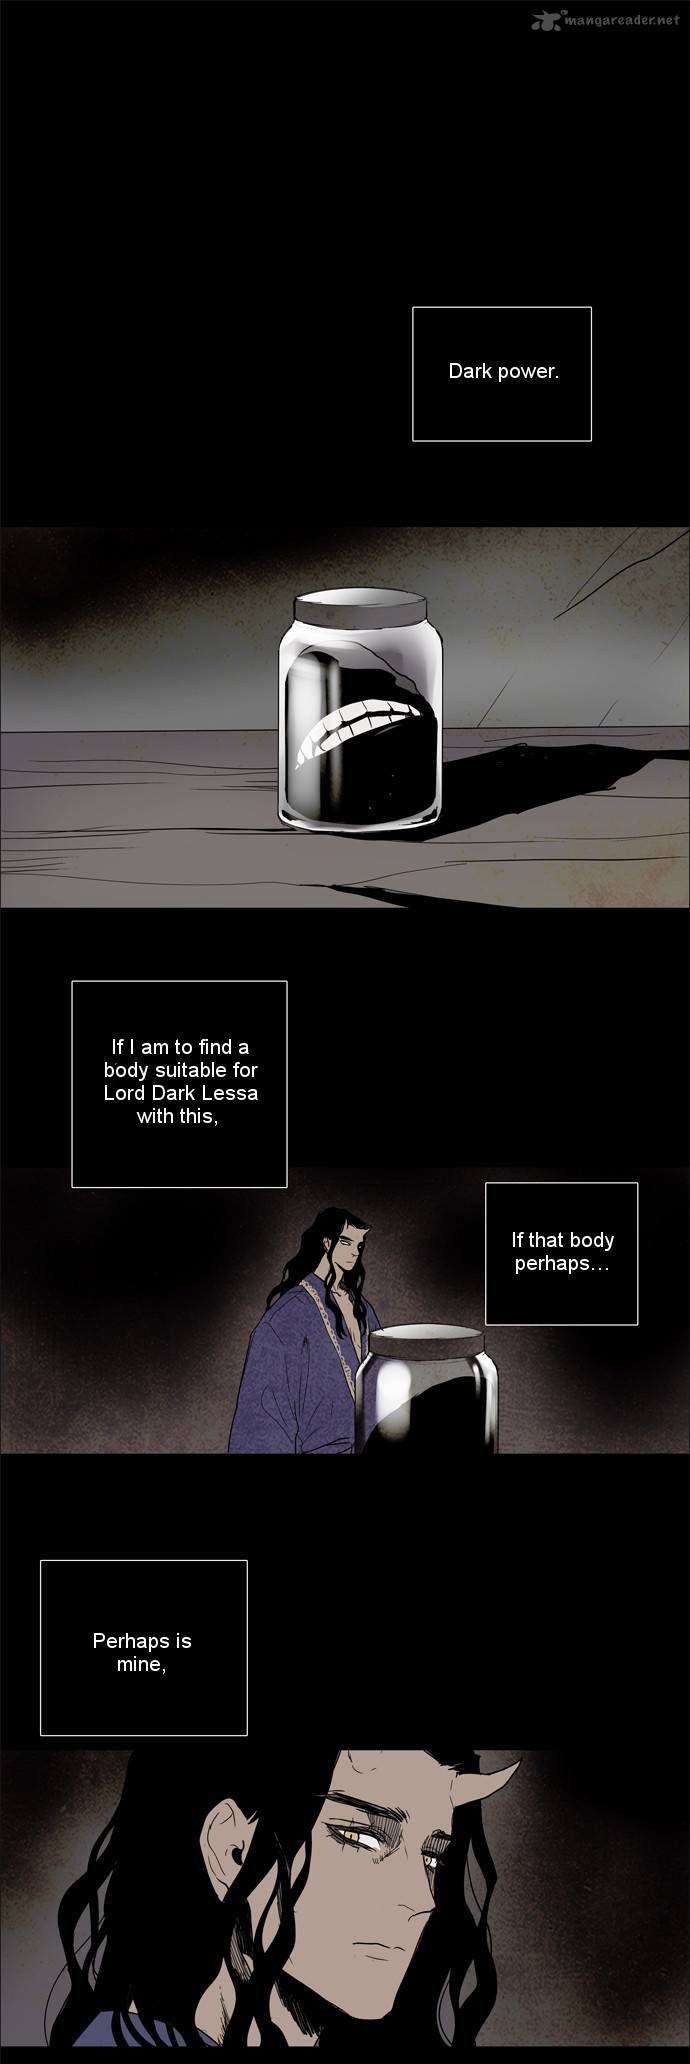 mangareader.net
Dark power.
If I am to find a
body suitable for
Lord Dark Lessa
with this,
If that body
perhaps...
Perhaps is
mine,